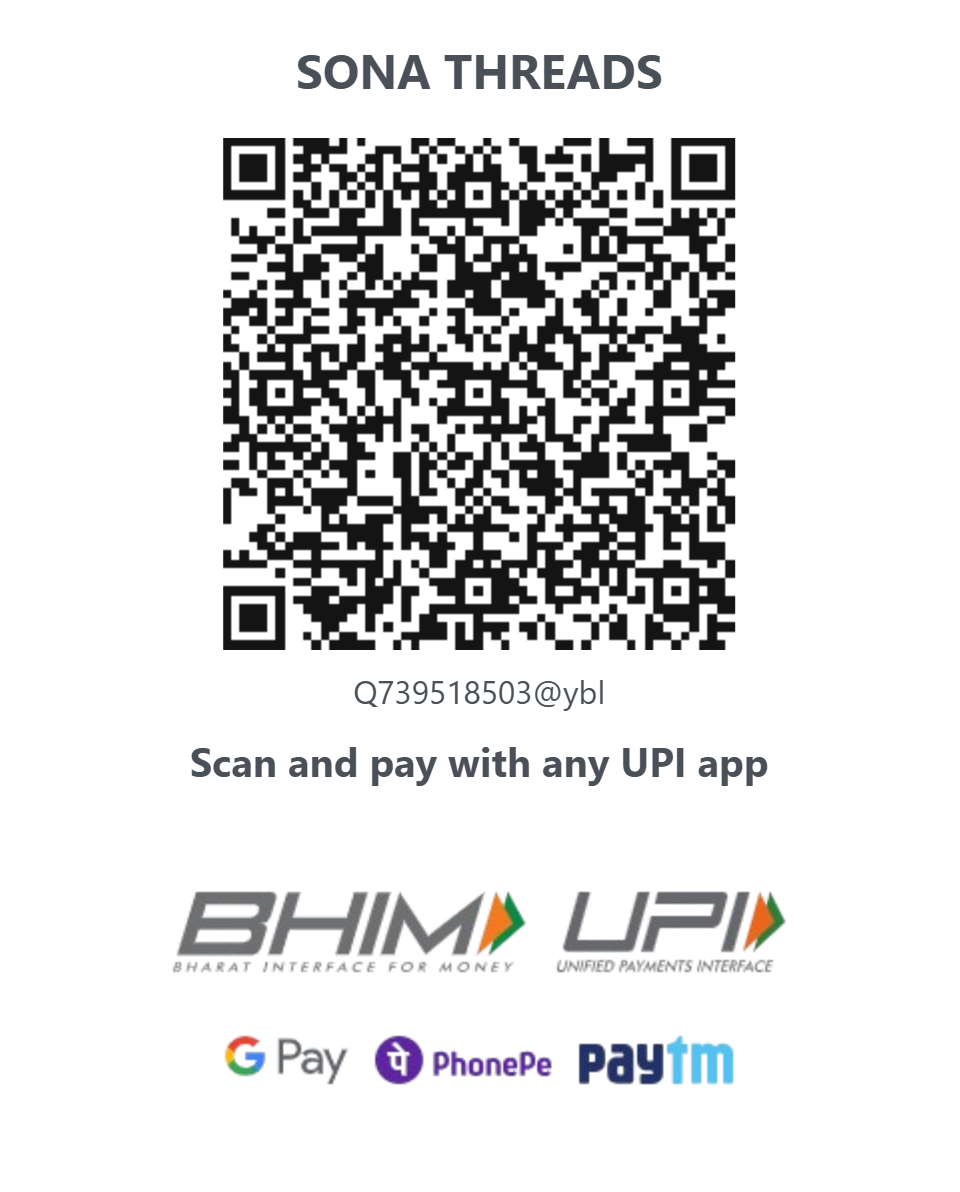 SONA THREADS
Q739518503@ybl
Scan and pay with any UPI app
BHIM UPI
BHARAT INTERFACE FOR MONEY UNIFIED PAYMENTS INTERFACE
G Pay पे PhonePe paytm